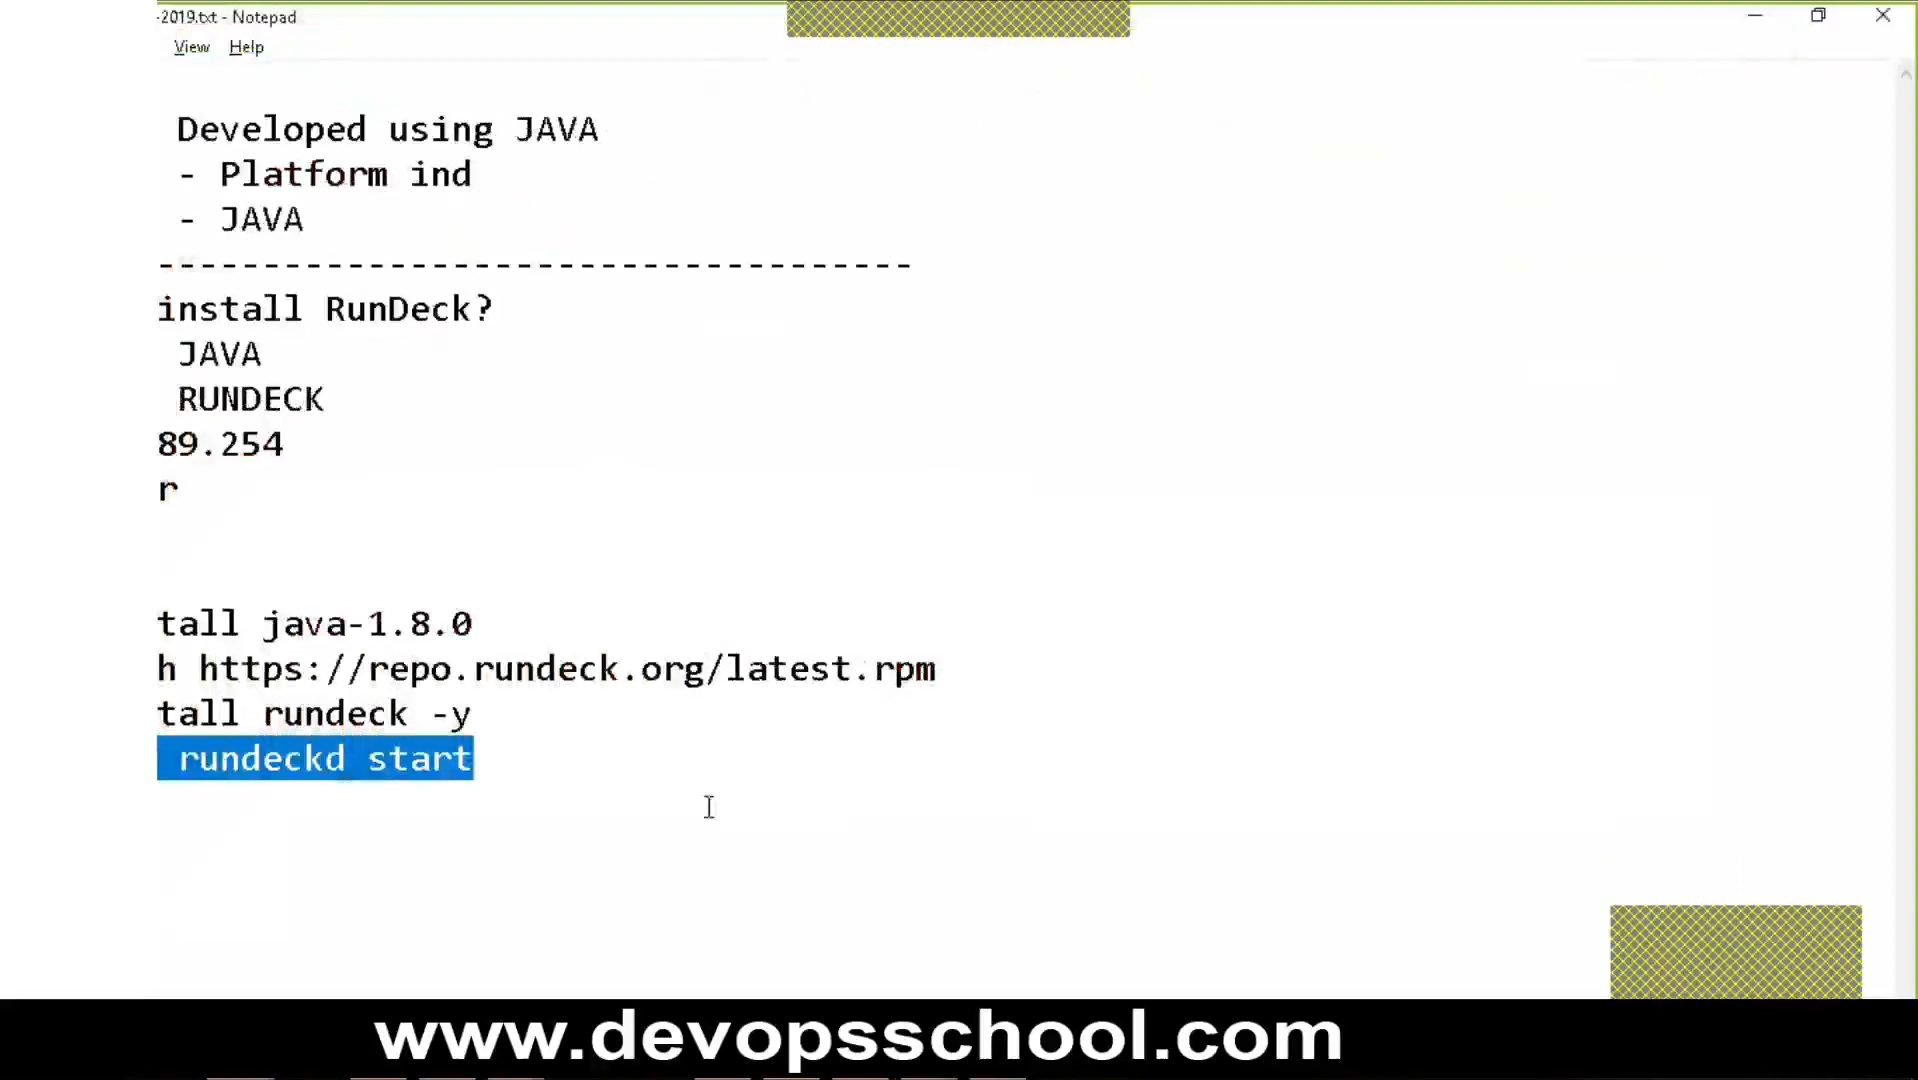 -2019.txt - Notepad
View Help
Developed using JAVA
- Platform ind
- JAVA
------------------------------------
install RunDeck?
JAVA
RUNDECK
89.254
r
tall java-1.8.0
h https://repo.rundeck.org/latest.rpm
tall rundeck -y
rundeckd start
www.devopsschool.com